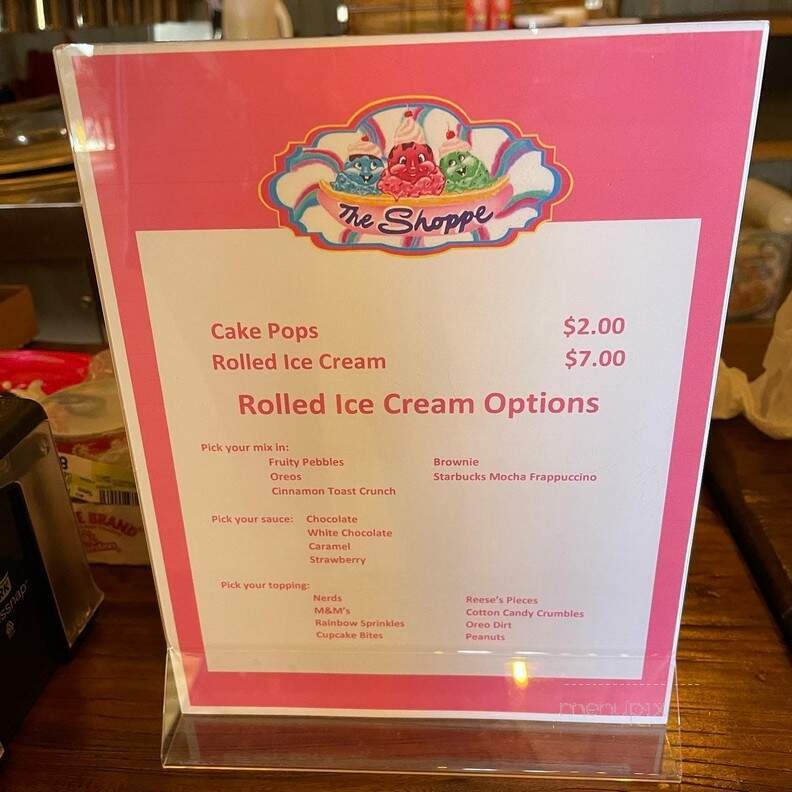 The Shoppe
Cake Pops $2.00
Rolled Ice Cream $7.00
Rolled Ice Cream Options
Pick your mix in:
Fruity Pebbles Brownie
Oreos Starbucks Mocha Frappuccino
Cinnamon Toast Crunch
Pick your sauce: Chocolate
White Chocolate
Caramel
Strawberry
Pick your topping:
Nerds Reese's Pieces
M&M's Cotton Candy Crumbles
Rainbow Sprinkles Oreo Dirt
Cupcake Bites Peanuts
BRAND
menupix